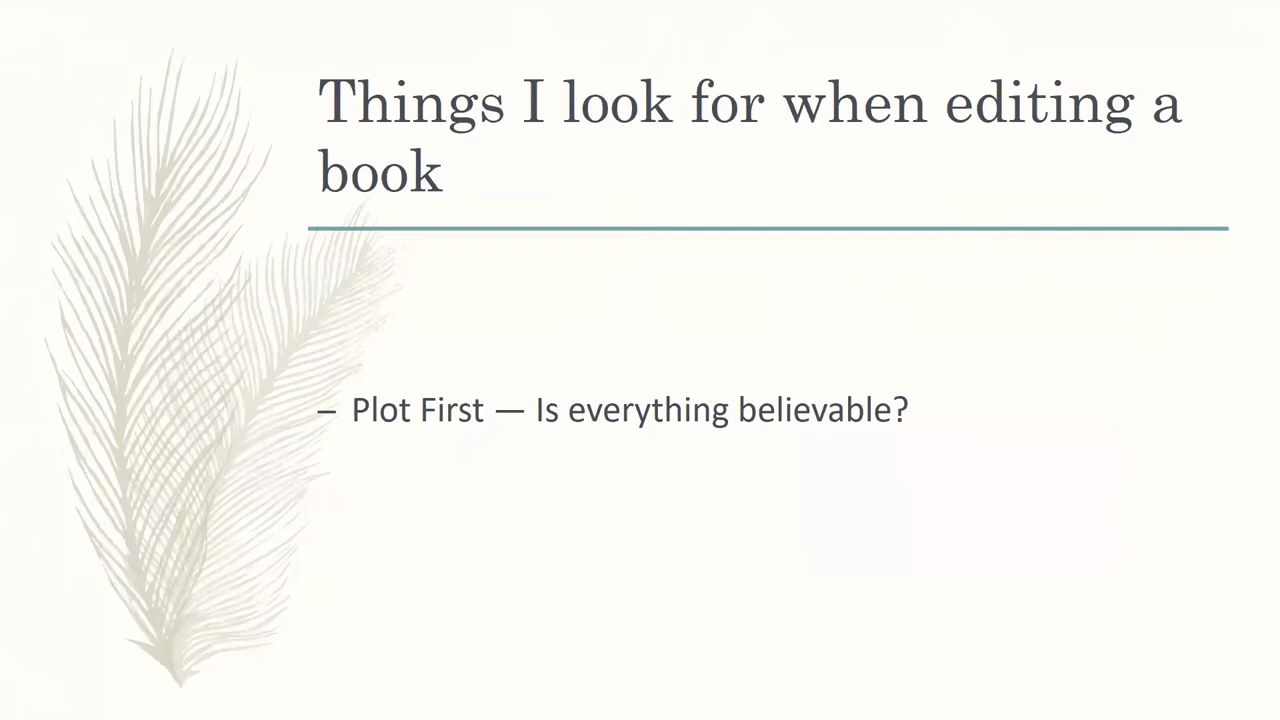 Things I look for when editing a
book
– Plot First — Is everything believable?